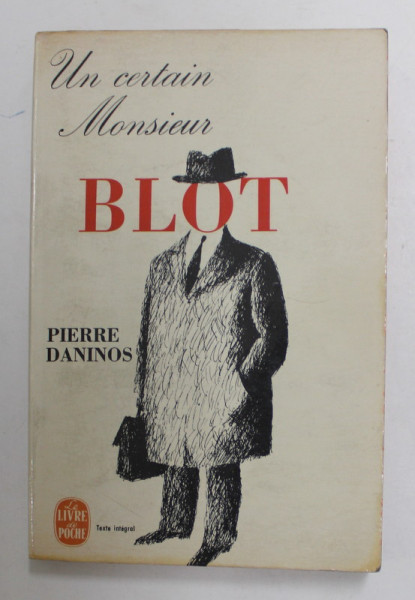 Un certain
Monsieur
BLOT
PIERRE
DANINOS
Le
LIVRE
de
POCHE
Texte intégral